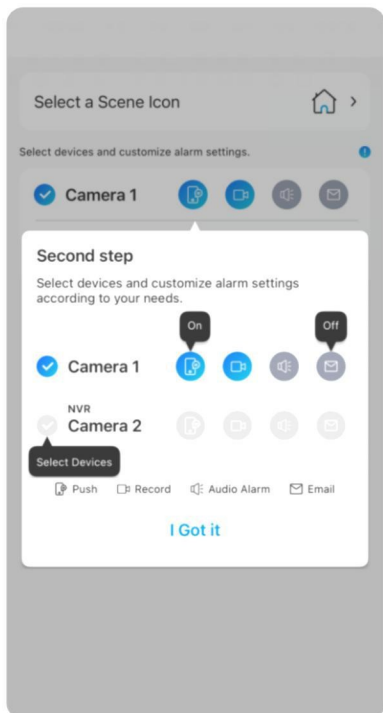 Select a Scene Icon
Select devices and customize alarm settings.
Camera 1
Second step
Select devices and customize alarm settings
according to your needs.
On
Off
Camera 1
NVR
Camera 2
Select Devices
Push Record Audio Alarm Email
I Got it